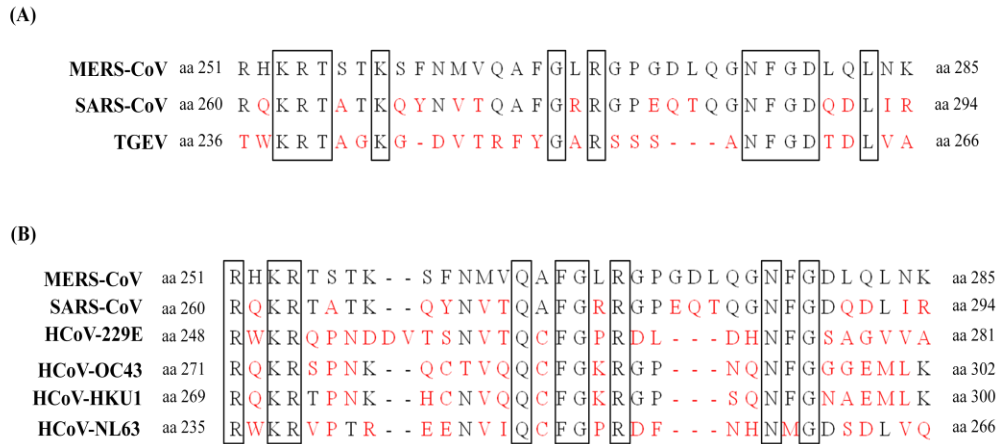 (A)
MERS-CoV aa 251 R H K R T S T K S F N M V Q A F G L R G P G D L Q G N F G D L Q L N K aa 285
SARS-CoV aa 260 R Q K R T A T K Q Y N V T Q A F G R R G P E Q T Q G N F G D Q D L I R aa 294
TGEV aa 236 T W K R T A G K G - D V T R F Y G A R S S S - - - A N F G D T D L V A aa 266
(B)
MERS-CoV aa 251 R H K R T S T K - - S F N M V Q A F G L R G P G D L Q G N F G D L Q L N K aa 285
SARS-CoV aa 260 R Q K R T A T K - - Q Y N V T Q A F G R R G P E Q T Q G N F G D Q D L I R aa 294
HCoV-229E aa 248 R W K R Q P N D D V T S N V T Q C F G P R D L - - - D H N F G S A G V V A aa 281
HCoV-OC43 aa 271 R Q K R S P N K - - Q C T V Q Q C F G K R G P - - - N Q N F G G G E M L K aa 302
HCoV-HKU1 aa 269 R Q K R T P N K - - H C N V Q Q C F G K R G P - - - S Q N F G N A E M L K aa 300
HCoV-NL63 aa 235 R W K R V P T R - - E E N V I Q C F G P R D F - - - N H N M G D S D L V Q aa 266